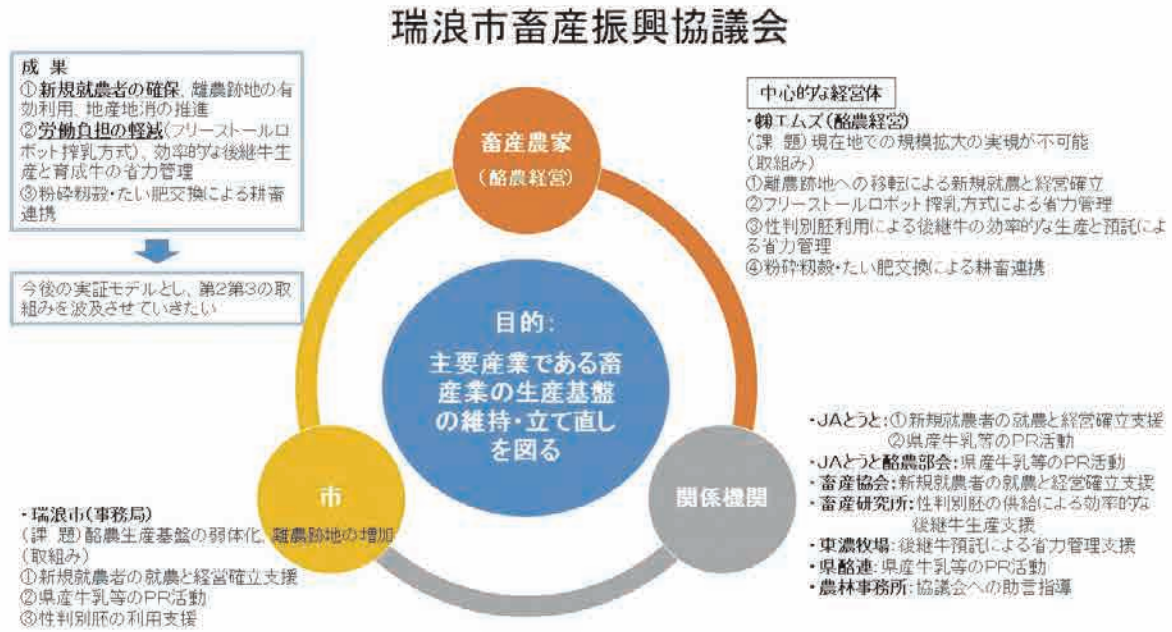 瑞浪市畜産振興協議会
成 果
①新規就農者の確保、離農跡地の有
効利用、地産地消の推進
②労働負担の軽減(フリーストールロ
ボット搾乳方式)、効率的な後継牛生
産と育成牛の省力管理
③粉砕籾殻・たい肥交換による耕畜
連携
今後の実証モデルとし、第2第3の取
組みを波及させていきたい
畜産農家
(酪農経営)
中心的な経営体
・㈱エムズ(酪農経営)
(課 題)現在地での規模拡大の実現が不可能
(取組み)
①離農跡地への移転による新規就農と経営確立
②フリーストールロボット搾乳方式による省力管理
③性判別胚利用による後継牛の効率的な生産と預託によ
る省力管理
④粉砕籾殻・たい肥交換による耕畜連携
目的:
主要産業である畜
産業の生産基盤
の維持・立て直し
を図る
市
関係機関
・瑞浪市(事務局)
(課 題)酪農生産基盤の弱体化、離農跡地の増加
(取組み)
①新規就農者の就農と経営確立支援
②県産牛乳等のPR活動
③性判別胚の利用支援
・JAとうと:①新規就農者の就農と経営確立支援
②県産牛乳等のPR活動
・JAとうと酪農部会:県産牛乳等のPR活動
・畜産協会:新規就農者の就農と経営確立支援
・畜産研究所:性判別胚の供給による効率的な
後継牛生産支援
・東濃牧場:後継牛預託による省力管理支援
・県酪連:県産牛乳等のPR活動
・農林事務所:協議会への助言指導